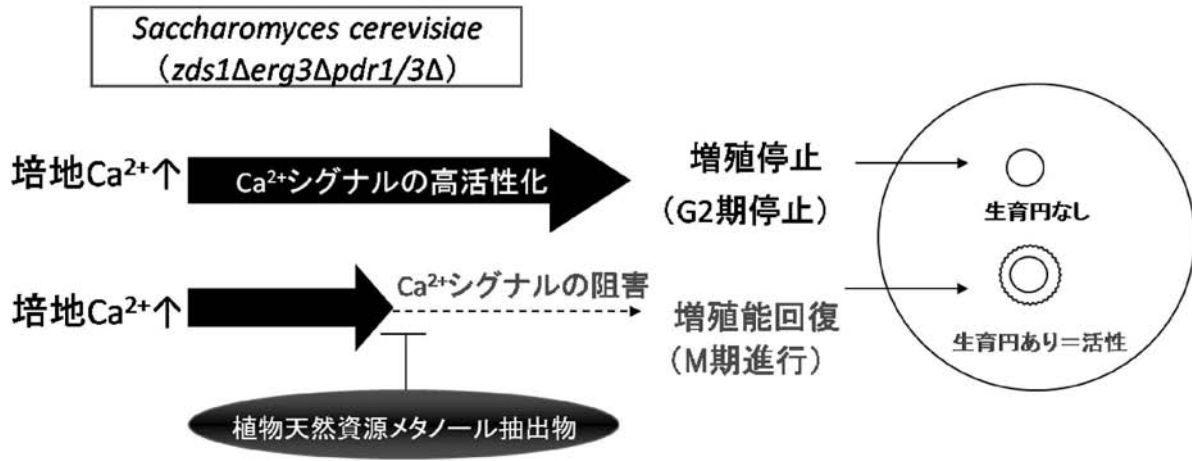 Saccharomyces cerevisiae
（zds1Δerg3Δpdr1/3Δ）
培地Ca²⁺↑
Ca²⁺シグナルの高活性化
増殖停止
（G2期停止）
生育円なし
培地Ca²⁺↑
Ca²⁺シグナルの阻害
増殖能回復
（M期進行）
生育円あり＝活性
植物天然資源メタノール抽出物